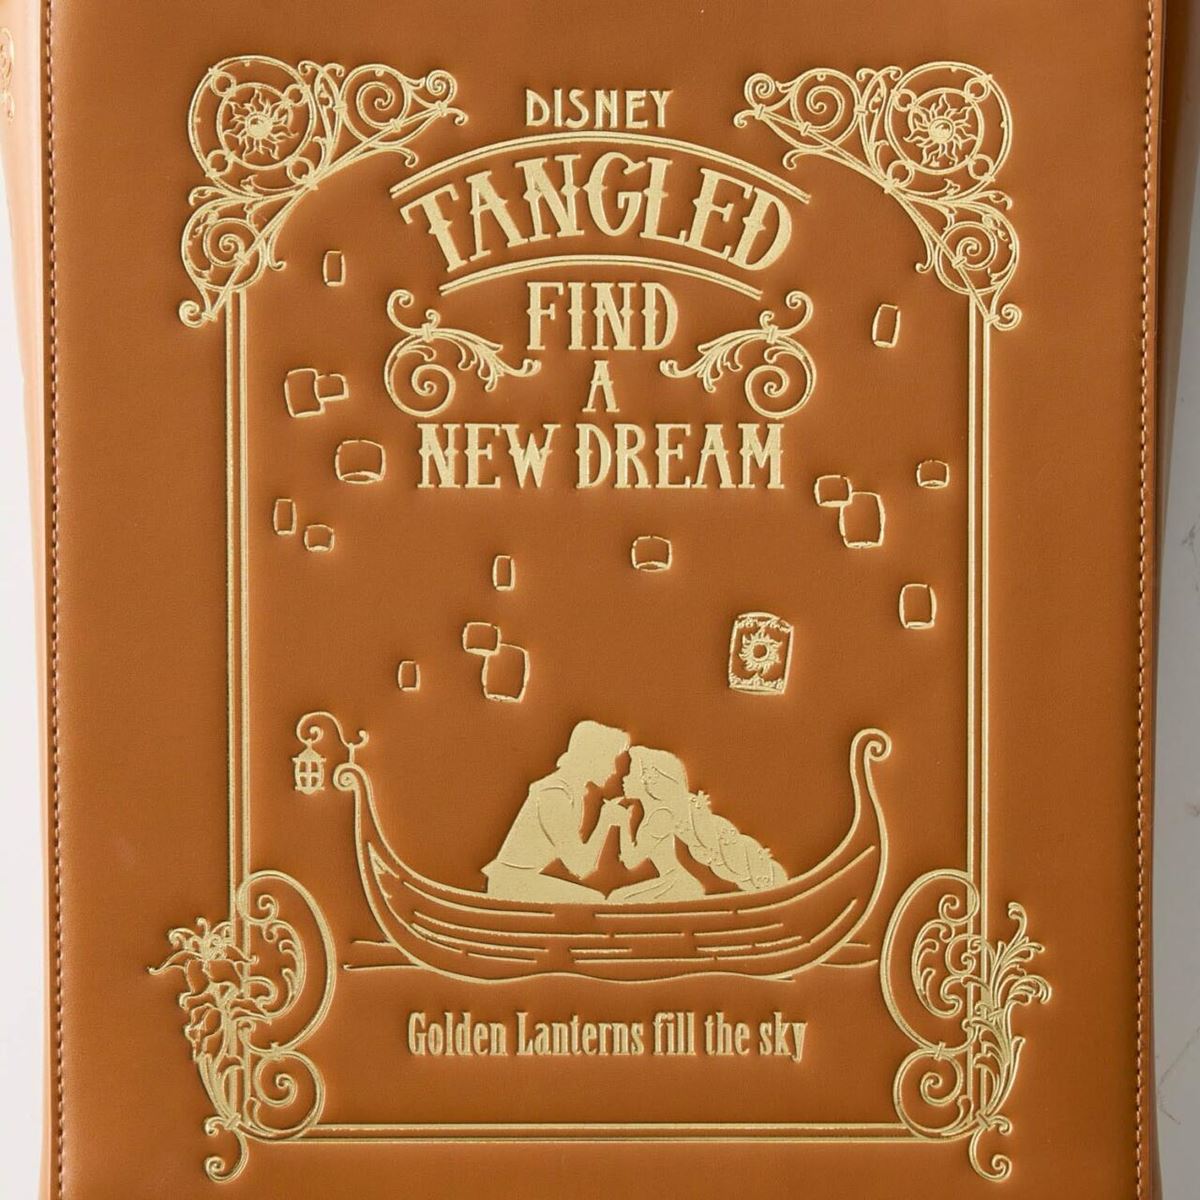 DISNEY
TANGLED
FIND
A
NEW DREAM
Golden Lanterns fill the sky